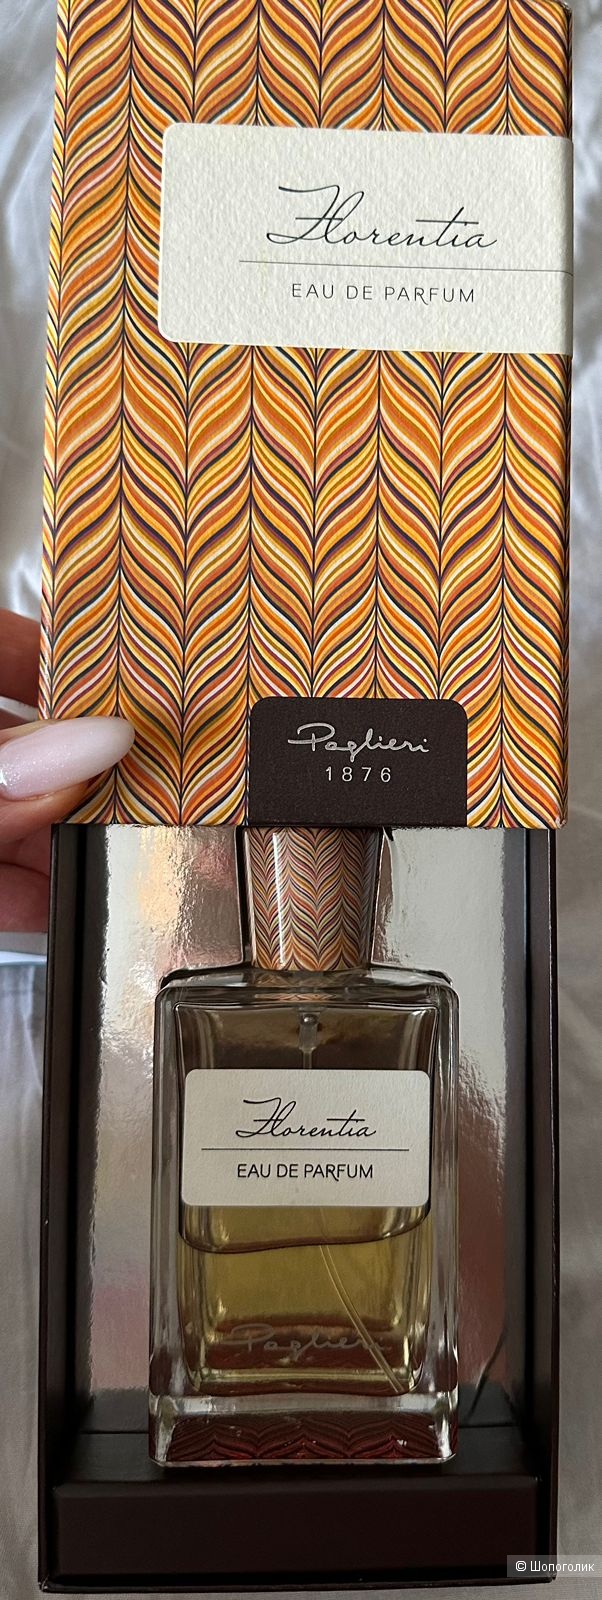 Florentia
EAU DE PARFUM
Paglieri
1876
Florentia
EAU DE PARFUM
Paglieri
© Шопоголик